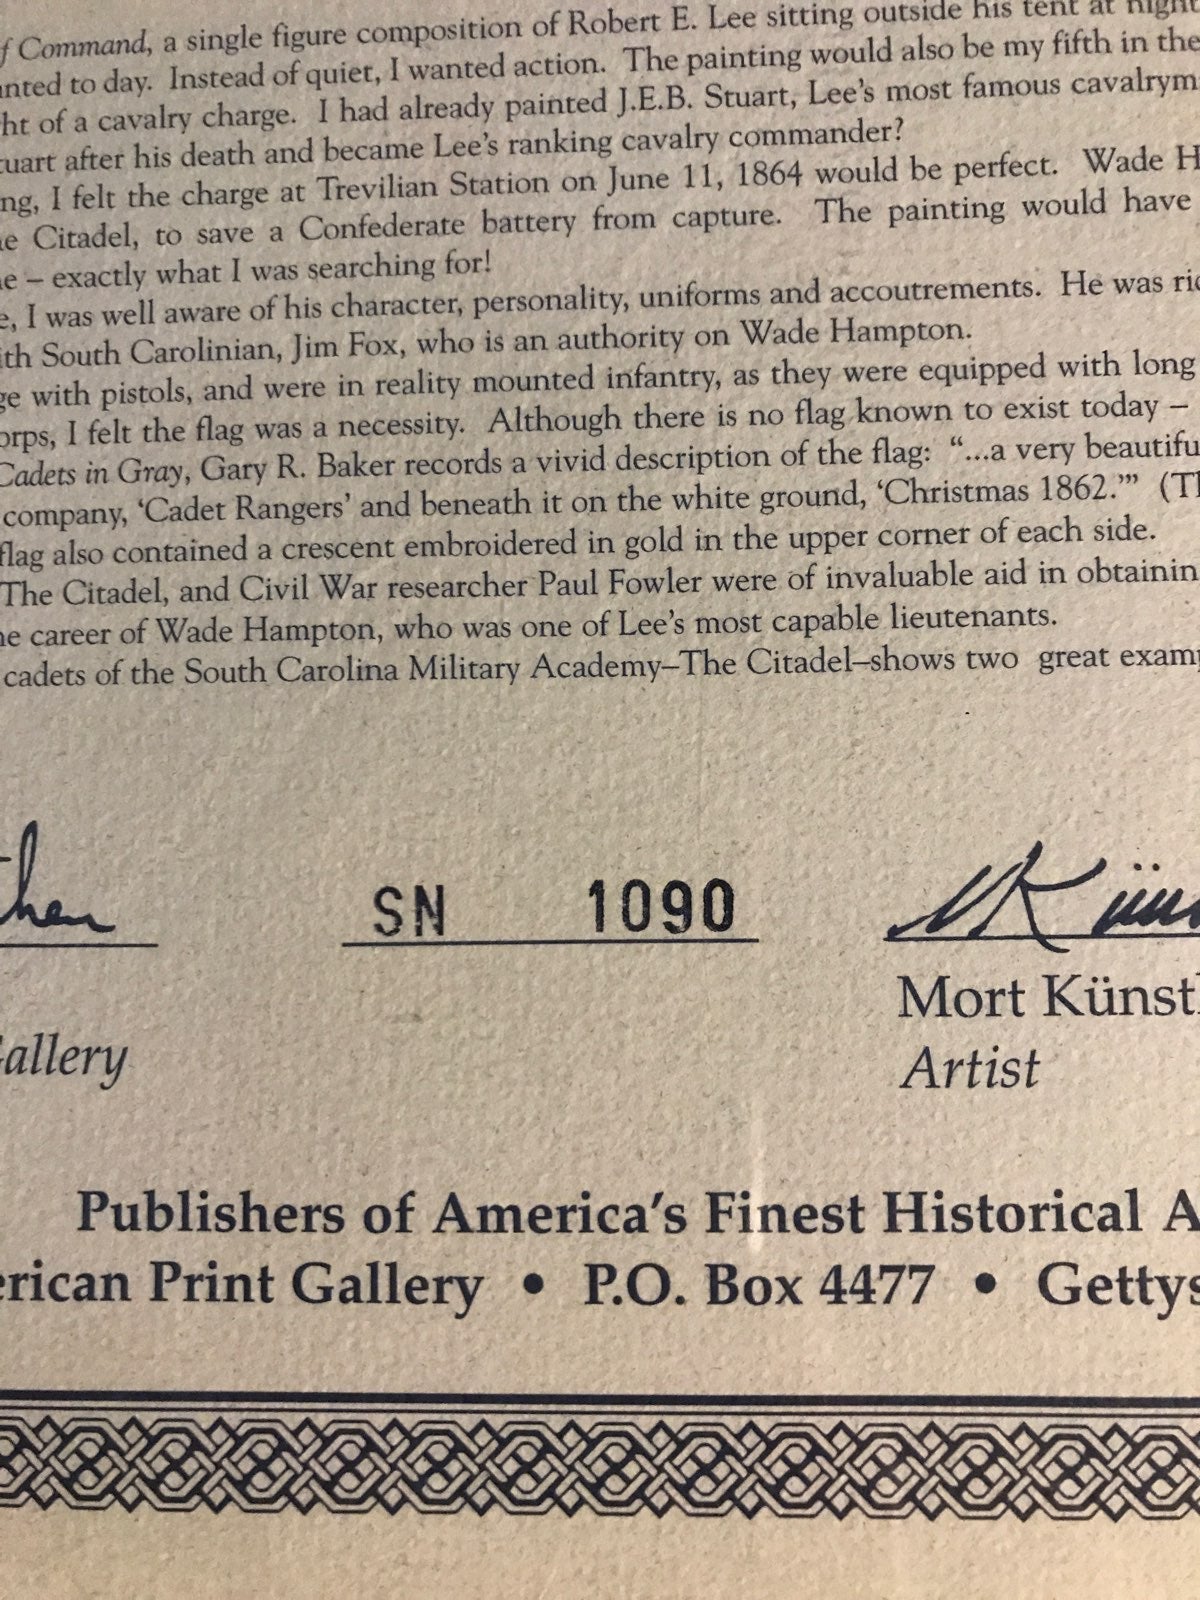 f Command, a single figure composition of Robert E. Lee sitting outside his tent at night
nted to day. Instead of quiet, I wanted action. The painting would also be my fifth in the
ht of a cavalry charge. I had already painted J.E.B. Stuart, Lee's most famous cavalrym
tuart after his death and became Lee's ranking cavalry commander?
ng, I felt the charge at Trevilian Station on June 11, 1864 would be perfect. Wade H
e Citadel, to save a Confederate battery from capture. The painting would have
e – exactly what I was searching for!
e, I was well aware of his character, personality, uniforms and accoutrements. He was ri
ith South Carolinian, Jim Fox, who is an authority on Wade Hampton.
ge with pistols, and were in reality mounted infantry, as they were equipped with long
orps, I felt the flag was a necessity. Although there is no flag known to exist today –
Cadets in Gray, Gary R. Baker records a vivid description of the flag: “...a very beautifu
company, ‘Cadet Rangers’ and beneath it on the white ground, ‘Christmas 1862.’” (Th
flag also contained a crescent embroidered in gold in the upper corner of each side.
The Citadel, and Civil War researcher Paul Fowler were of invaluable aid in obtainin
e career of Wade Hampton, who was one of Lee's most capable lieutenants.
cadets of the South Carolina Military Academy–The Citadel–shows two great examp
SN 1090
MKüns
Mort Künstl
allery
Artist
Publishers of America's Finest Historical A
erican Print Gallery • P.O. Box 4477 • Gettys